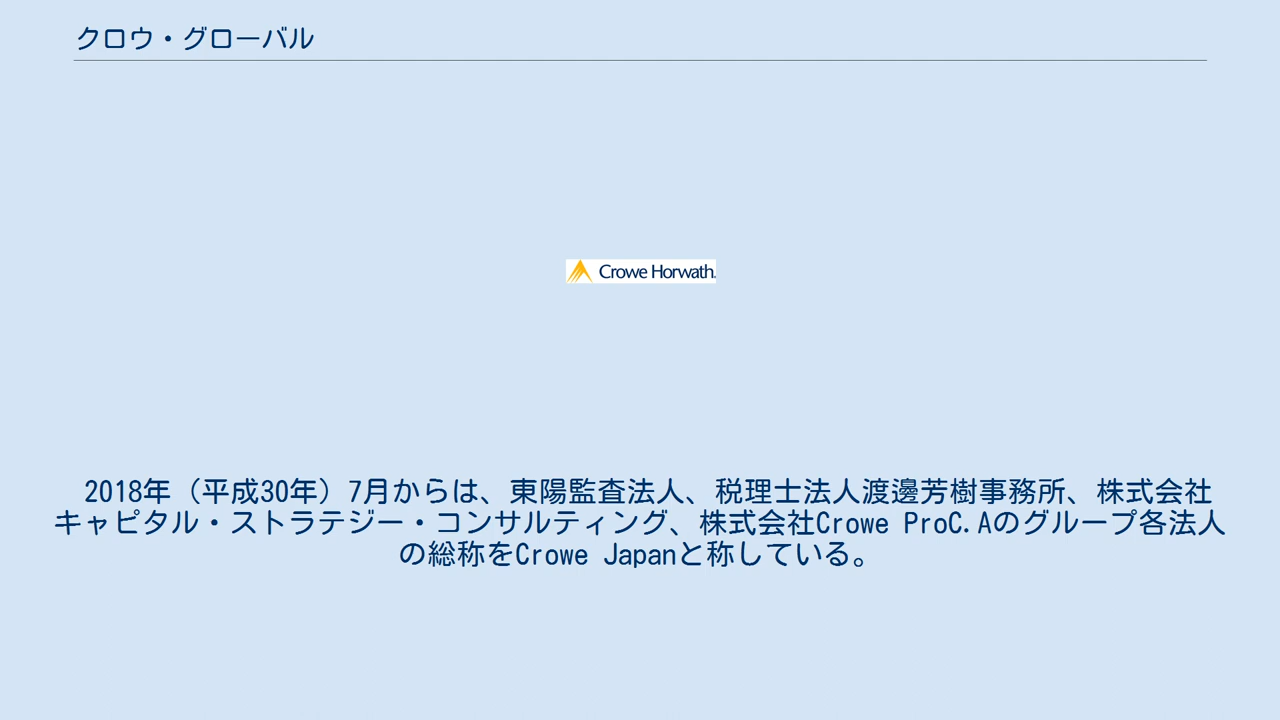 クロウ・グローバル
Crowe Horwath.
2018年（平成30年）7月からは、東陽監査法人、税理士法人渡邊芳樹事務所、株式会社
キャピタル・ストラテジー・コンサルティング、株式会社Crowe ProC.Aのグループ各法人
の総称をCrowe Japanと称している。